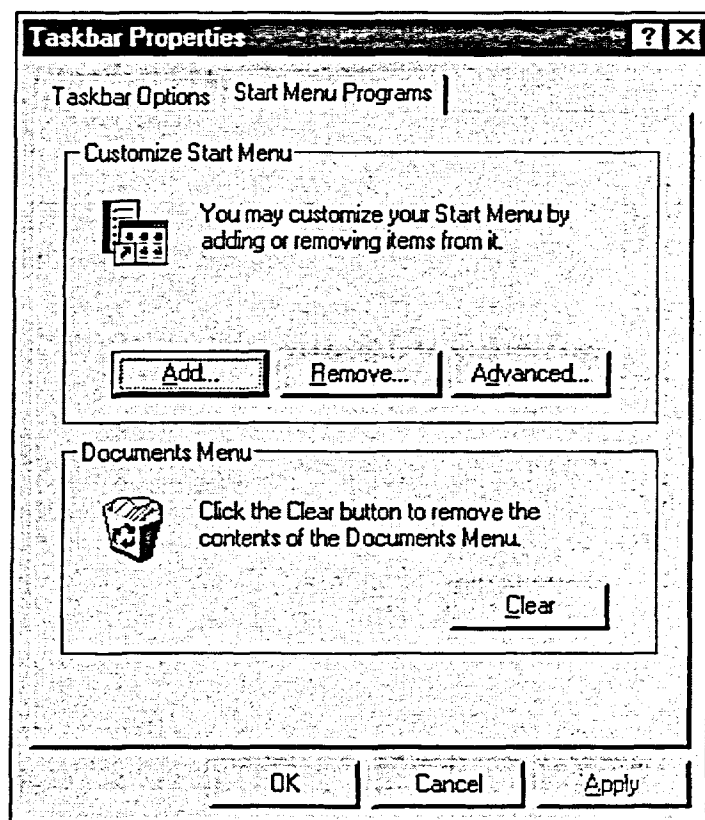 Taskbar Properties ? X
Taskbar Options Start Menu Programs
Customize Start Menu
You may customize your Start Menu by
adding or removing items from it.
Add... Remove... Advanced...
Documents Menu
Click the Clear button to remove the
contents of the Documents Menu.
Clear
OK Cancel Apply